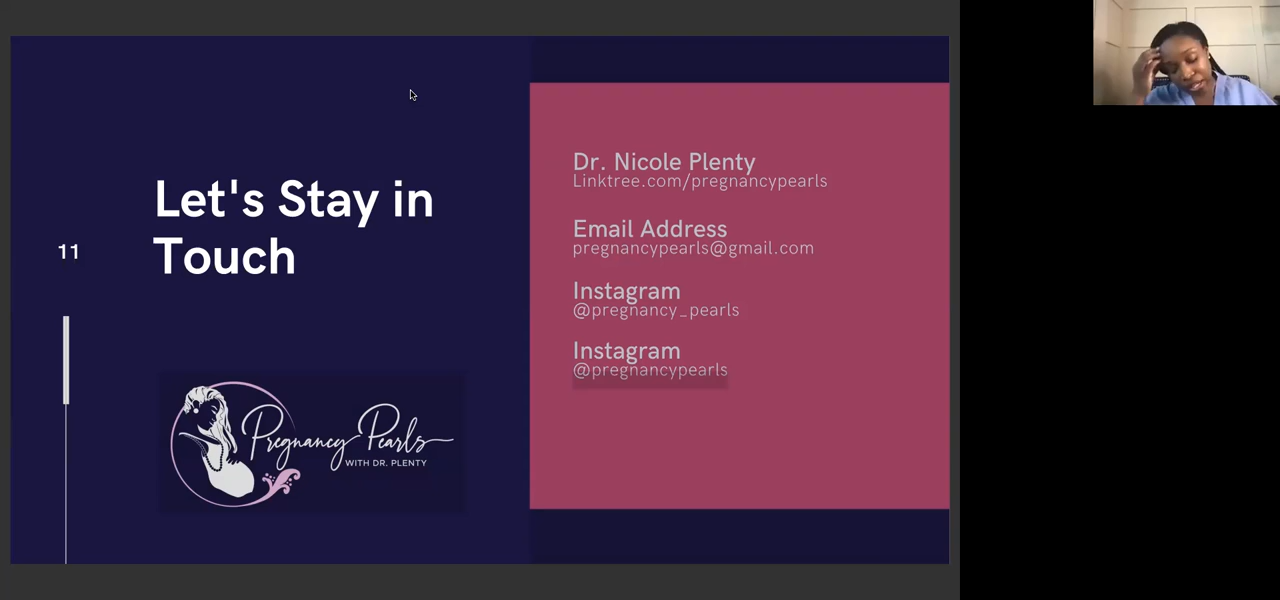 11
Let's Stay in
Touch
Pregnancy Pearls
WITH DR. PLENTY
Dr. Nicole Plenty
Linktree.com/pregnancypearls
Email Address
pregnancypearls@gmail.com
Instagram
@pregnancy_pearls
Instagram
@pregnancypearls